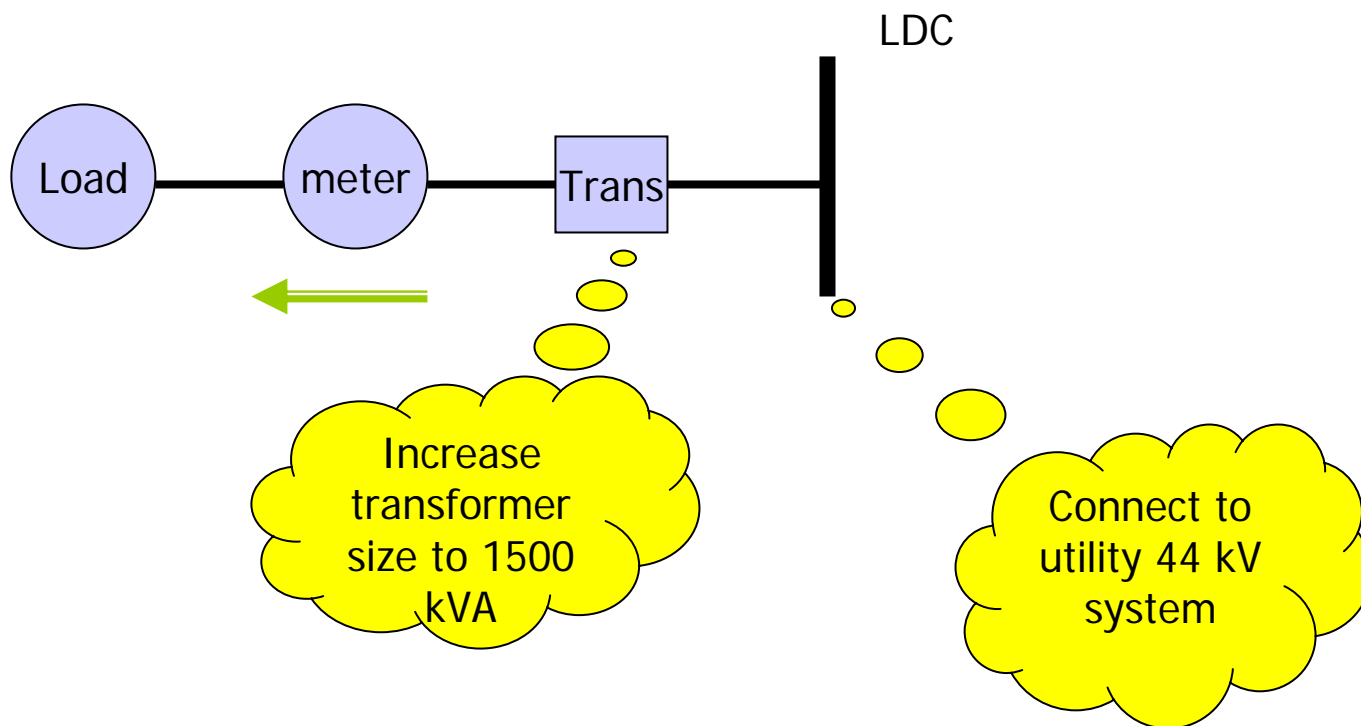 LDC
Load
meter
Trans
Increase
transformer
size to 1500
kVA
Connect to
utility 44 kV
system